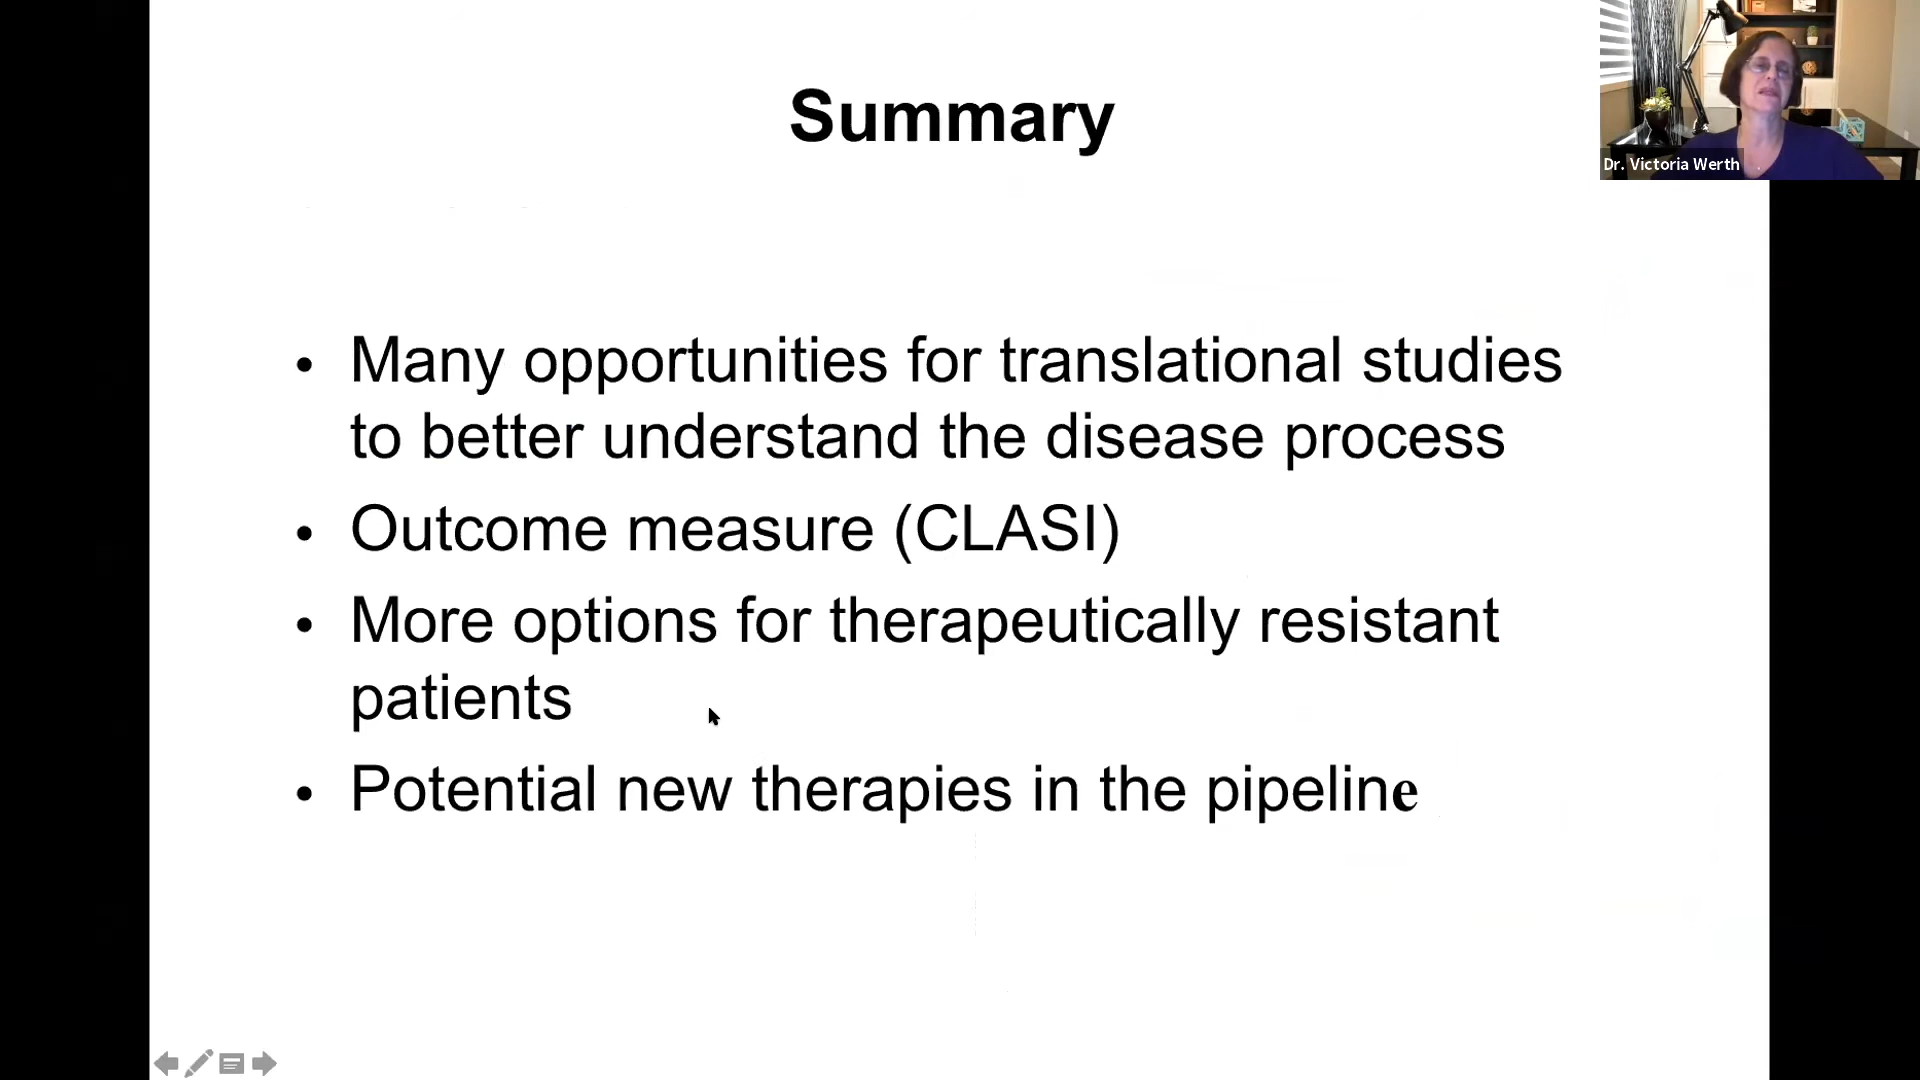 Summary
Dr. Victoria Werth
• Many opportunities for translational studies
to better understand the disease process
• Outcome measure (CLASI)
• More options for therapeutically resistant
patients
• Potential new therapies in the pipeline